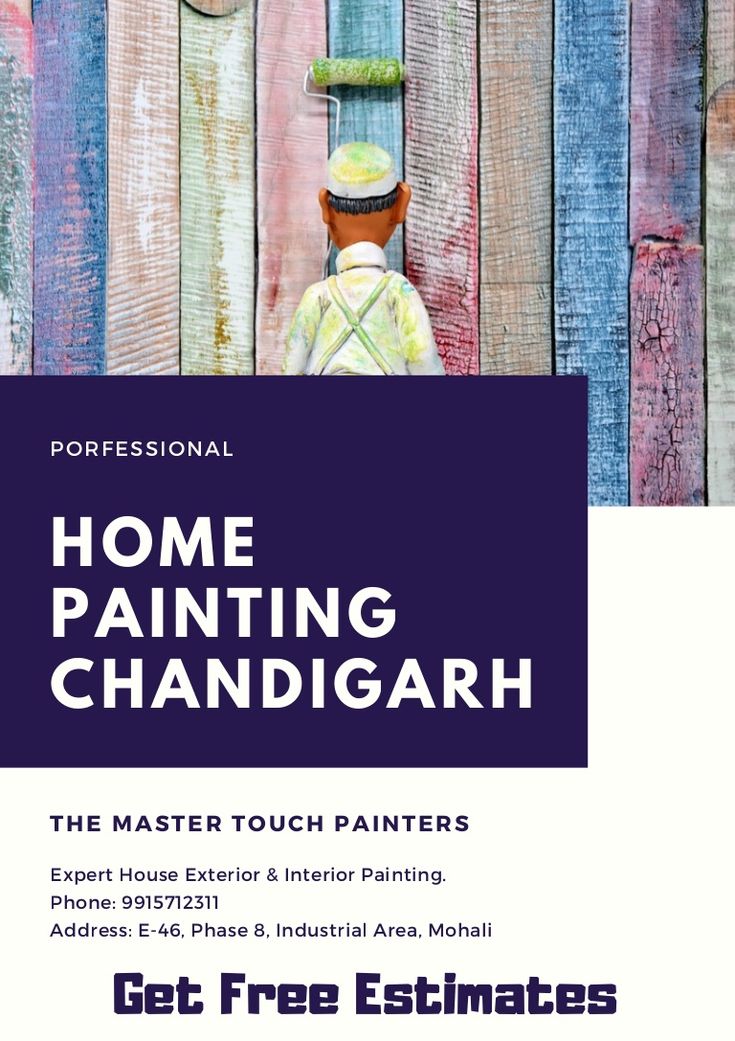 PORFESSIONAL
HOME
PAINTING
CHANDIGARH
THE MASTER TOUCH PAINTERS
Expert House Exterior & Interior Painting.
Phone: 9915712311
Address: E-46, Phase 8, Industrial Area, Mohali
Get Free Estimates